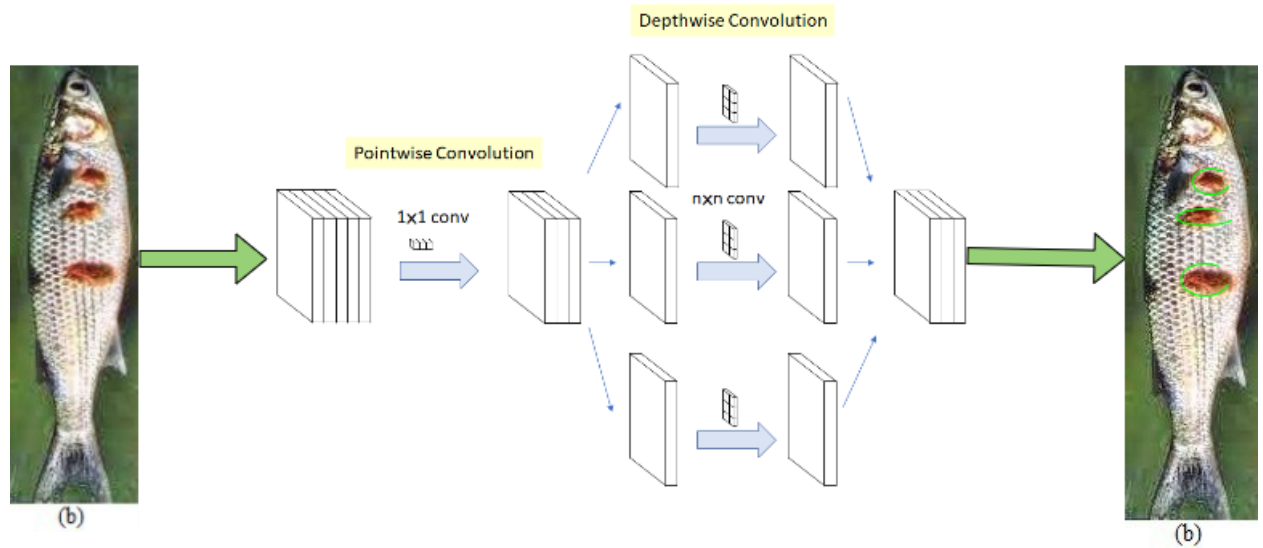 Depthwise Convolution
Pointwise Convolution
1x1 conv
nxn conv
(b)
(b)